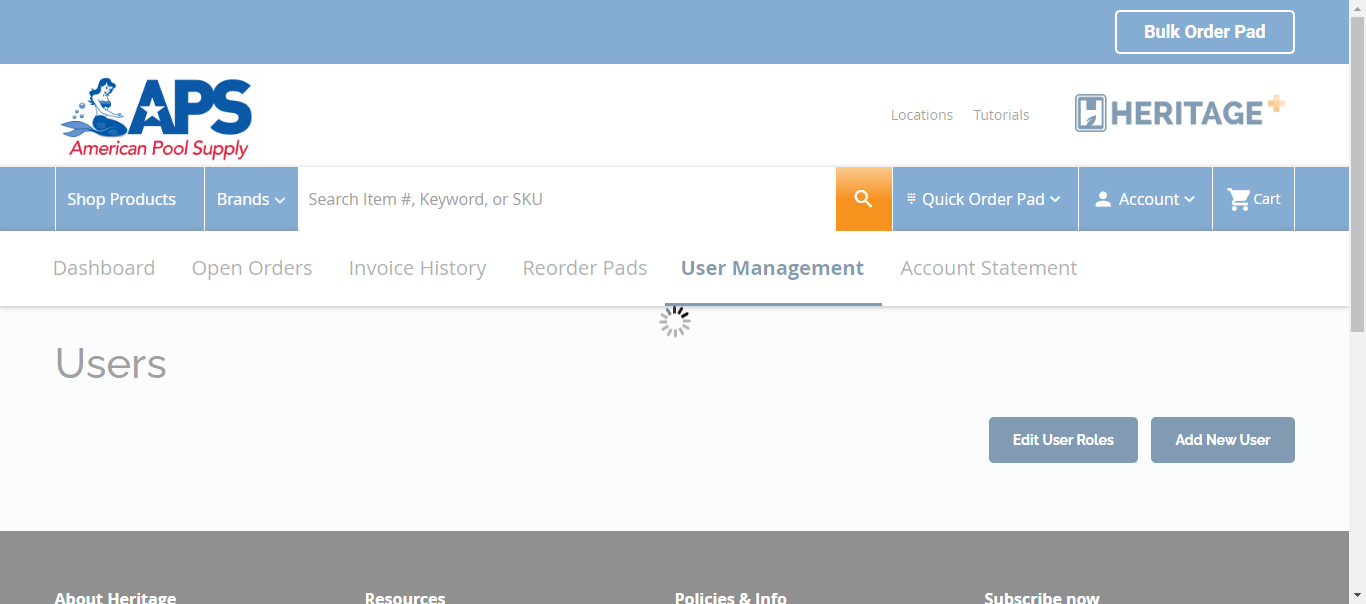 Bulk Order Pad
APS
American Pool Supply
Locations
Tutorials
HERITAGE
Shop Products
Brands
Search Item #, Keyword, or SKU
Quick Order Pad
Account
Cart
Dashboard
Open Orders
Invoice History
Reorder Pads
User Management
Account Statement
Users
Edit User Roles
Add New User
About Heritage
Resources
Policies & Info
Subscribe now